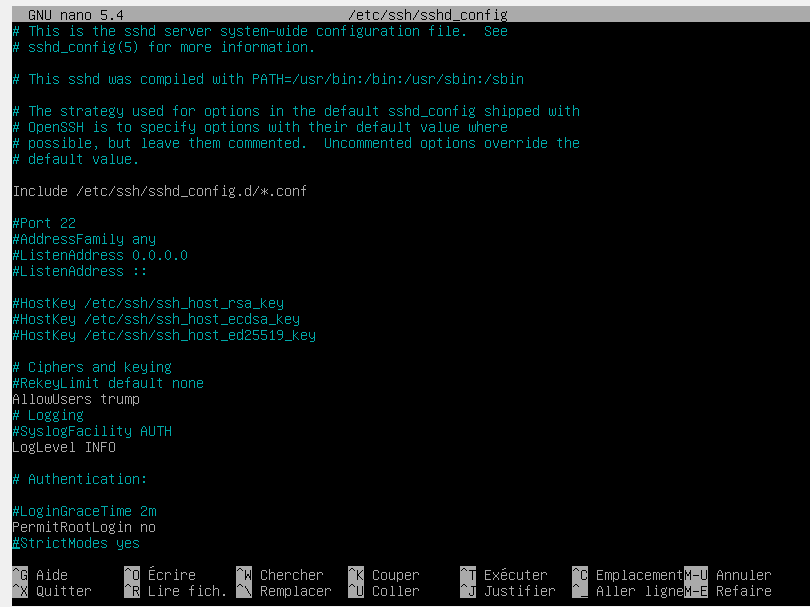 GNU nano 5.4 /etc/ssh/sshd_config
# This is the sshd server system-wide configuration file.  See
# sshd_config(5) for more information.
# This sshd was compiled with PATH=/usr/bin:/bin:/usr/sbin:/sbin
# The strategy used for options in the default sshd_config shipped with
# OpenSSH is to specify options with their default value where
# possible, but leave them commented.  Uncommented options override the
# default value.
Include /etc/ssh/sshd_config.d/*.conf
#Port 22
#AddressFamily any
#ListenAddress 0.0.0.0
#ListenAddress ::
#HostKey /etc/ssh/ssh_host_rsa_key
#HostKey /etc/ssh/ssh_host_ecdsa_key
#HostKey /etc/ssh/ssh_host_ed25519_key
# Ciphers and keying
#RekeyLimit default none
AllowUsers trump
# Logging
#SyslogFacility AUTH
LogLevel INFO
# Authentication:
#LoginGraceTime 2m
PermitRootLogin no
#StrictModes yes
^G Aide ^O Écrire ^W Chercher ^K Couper ^T Exécuter ^C Emplacement M-U Annuler
^X Quitter ^R Lire fich. ^\ Remplacer ^U Coller ^J Justifier ^_ Aller ligne M-E Refaire